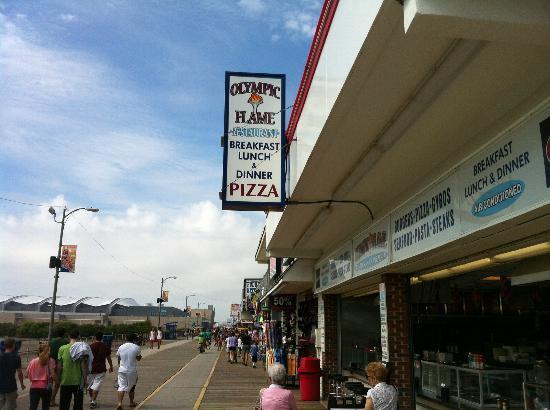 OLYMPIC
FLAME
RESTAURANT
BREAKFAST
LUNCH
&
DINNER
PIZZA
BREAKFAST
LUNCH & DINNER
AIR CONDITIONED
BURGERS-PIZZA-GYROS
SEAFOOD-PASTA-STEAKS
50%